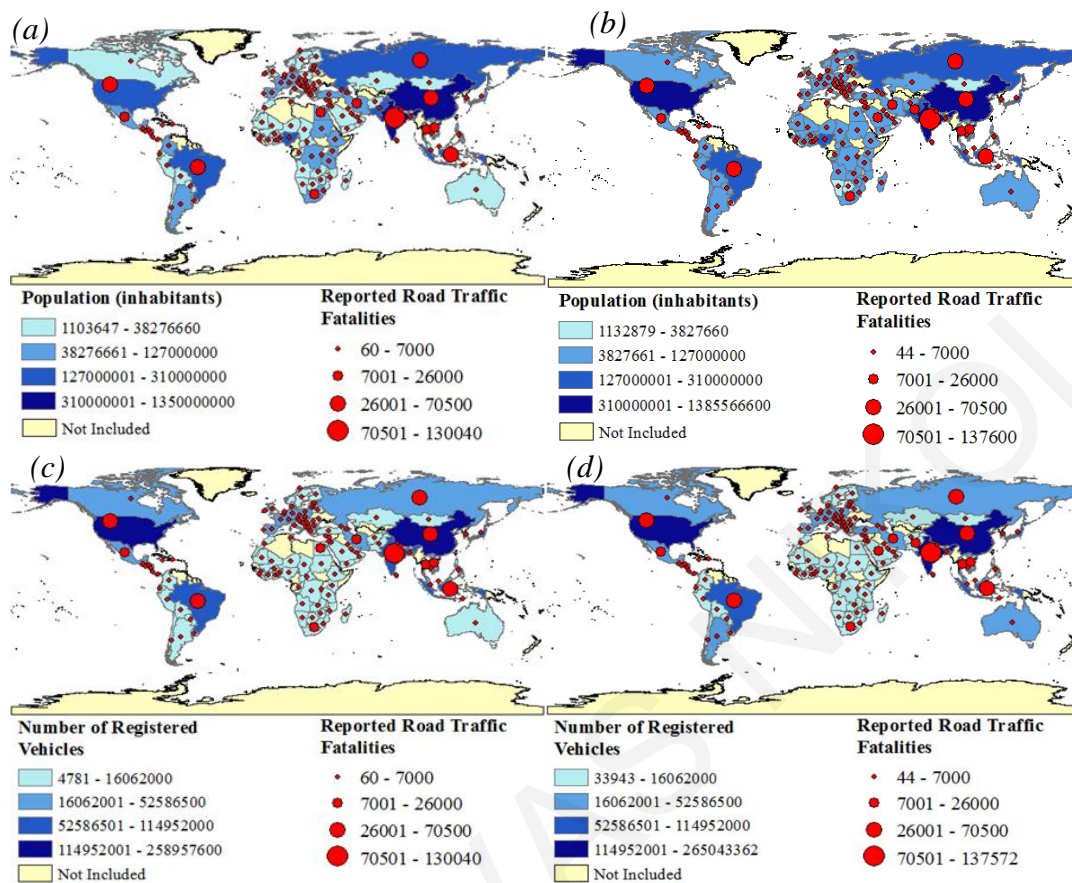 (a)
Population (inhabitants)
1103647 - 38276660
38276661 - 127000000
127000001 - 310000000
310000001 - 1350000000
Not Included
Reported Road Traffic
Fatalities
60 - 7000
7001 - 26000
26001 - 70500
70501 - 130040
(b)
Population (inhabitants)
1132879 - 3827660
3827661 - 127000000
127000001 - 310000000
310000001 - 1385566600
Not Included
Reported Road Traffic
Fatalities
44 - 7000
7001 - 26000
26001 - 70500
70501 - 137600
(c)
Number of Registered
Vehicles
4781 - 16062000
16062001 - 52586500
52586501 - 114952000
114952001 - 258957600
Not Included
Reported Road Traffic
Fatalities
60 - 7000
7001 - 26000
26001 - 70500
70501 - 130040
(d)
Number of Registered
Vehicles
33943 - 16062000
16062001 - 52586500
52586501 - 114952000
114952001 - 265043362
Not Included
Reported Road Traffic
Fatalities
44 - 7000
7001 - 26000
26001 - 70500
70501 - 137572